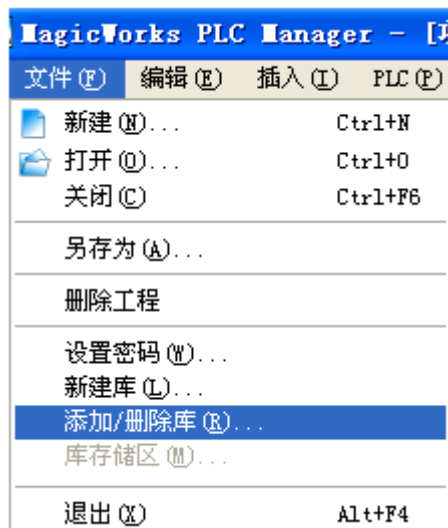 MagicWorks PLC Manager - [项
文件(F) 编辑(E) 插入(I) PLC(P)
新建(N)... Ctrl+N
打开(O)... Ctrl+O
关闭(C) Ctrl+F6
另存为(A)...
删除工程
设置密码(W)...
新建库(L)...
添加/删除库(R)...
库存储区(M)...
退出(X) Alt+F4